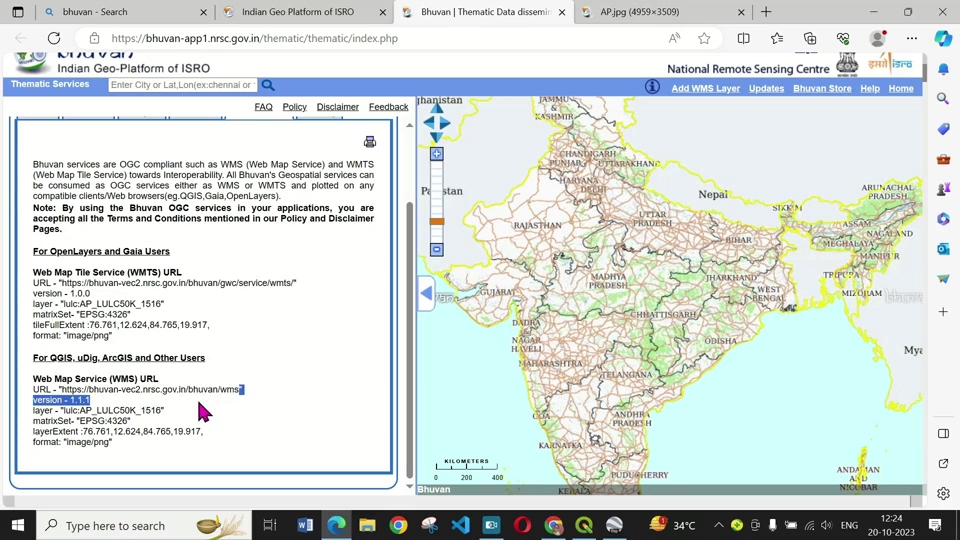 bhuvan - Search
Indian Geo Platform of ISRO
Bhuvan | Thematic Data dissemin
AP.jpg (4959×3509)
https://bhuvan-app1.nrsc.gov.in/thematic/thematic/index.php
Indian Geo-Platform of ISRO
National Remote Sensing Centre
Thematic Services
Enter City or Lat,Lon(ex:chennai or
Add WMS Layer
Updates
Bhuvan Store
Help
Home
FAQ
Policy
Disclaimer
Feedback
Bhuvan services are OGC compliant such as WMS (Web Map Service) and WMTS
(Web Map Tile Service) towards Interoperability. All Bhuvan's Geospatial services can
be consumed as OGC services either as WMS or WMTS and plotted on any
compatible clients/Web browsers(eg,QGIS,Gaia,OpenLayers).
Note: By using the Bhuvan OGC services in your applications, you are
accepting all the Terms and Conditions mentioned in our Policy and Disclaimer
Pages.
For OpenLayers and Gaia Users
Web Map Tile Service (WMTS) URL
URL - "https://bhuvan-vec2.nrsc.gov.in/bhuvan/gwc/service/wmts/"
version - 1.0.0
layer - "lulc:AP_LULC50K_1516"
matrixSet- "EPSG:4326"
tileFullExtent :76.761,12.624,84.765,19.917,
format: "image/png"
For QGIS, uDig, ArcGIS and Other Users
Web Map Service (WMS) URL
URL - "https://bhuvan-vec2.nrsc.gov.in/bhuvan/wms"
version - 1.1.1
layer - "lulc:AP_LULC50K_1516"
matrixSet- "EPSG:4326"
layerExtent :76.761,12.624,84.765,19.917,
format: "image/png"
JAMMU &
KASHMIR
CHANDIGARH
PUNJAB
UTTARAKHAND
HARYANA
DELHI
Nepal
SIKKIM
ARUNACHAL
PRADESH
RAJASTHAN
UTTAR
PRADESH
ASSAM
NAGALAND
BIHAR
MEGHALAYA
MANIPUR
TRIPURA
MIZORAM
GUJARAT
MADHYA
PRADESH
JHARKHAND
WEST
BENGAL
CHHATTISGARH
DADRA
& NAGAR
HAVELI
ODISHA
MAHARASHTRA
TELANGANA
Mya
GOA
ANDHRA
PRADESH
KARNATAKA
KILOMETERS
0 200 400
PUDUCHERRY
KERALA
ANDAMAN
AND
NICOBAR
Bhuvan
Type here to search
34°C
ENG
12:24
20-10-2023